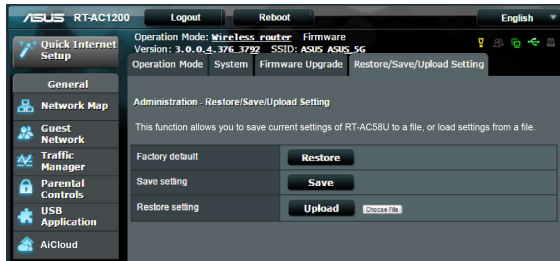 ASUS RT-AC1200 Logout Reboot English
Quick Internet Setup
Operation Mode: Wireless router Firmware
Version: 3.0.0.4.376_3792 SSID: ASUS ASUS_5G
Operation Mode System Firmware Upgrade Restore/Save/Upload Setting
General
Network Map
Guest Network
Traffic Manager
Parental Controls
USB Application
AiCloud
Administration - Restore/Save/Upload Setting
This function allows you to save current settings of RT-AC58U to a file, or load settings from a file.
Factory default Restore
Save setting Save
Restore setting Upload Choose File